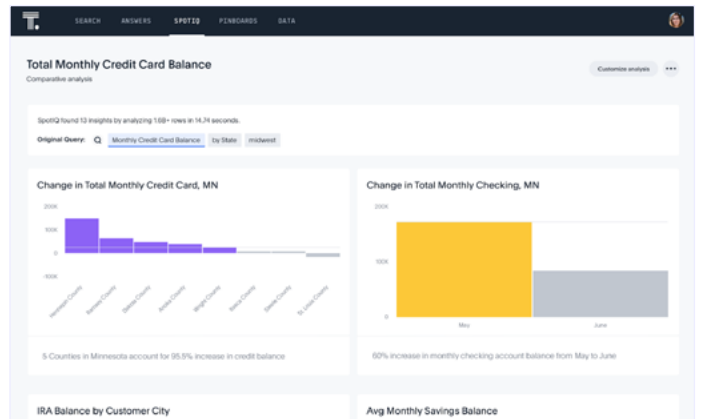 T.
SEARCH ANSWERS SPOTIQ PINBOARDS DATA
Total Monthly Credit Card Balance
Comparative analysis
Customize analysis
SpotIQ found 13 insights by analyzing 1.6B+ rows in 14.74 seconds.
Original Query: Monthly Credit Card Balance by State midwest
Change in Total Monthly Credit Card, MN
200K
100K
0
-100K
Hennepin County
Ramsey County
Dakota County
Anoka County
Wright County
Itasca County
Steele County
St. Louis County
5 Counties in Minnesota account for 95.5% increase in credit balance
Change in Total Monthly Checking, MN
200K
100K
0
May June
60% increase in monthly checking account balance from May to June
IRA Balance by Customer City
Avg Monthly Savings Balance